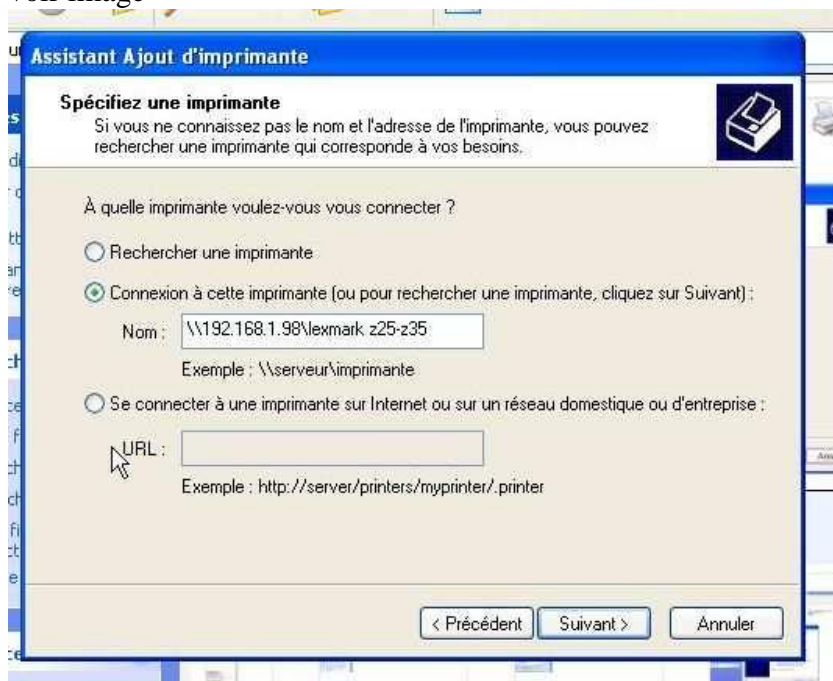 voir image
Assistant Ajout d'imprimante
Spécifiez une imprimante
Si vous ne connaissez pas le nom et l'adresse de l'imprimante, vous pouvez
rechercher une imprimante qui corresponde à vos besoins.
À quelle imprimante voulez-vous vous connecter ?
Rechercher une imprimante
Connexion à cette imprimante (ou pour rechercher une imprimante, cliquez sur Suivant) :
Nom : \\192.168.1.98\lexmark z25-z35
Exemple : \\serveur\imprimante
Se connecter à une imprimante sur Internet ou sur un réseau domestique ou d'entreprise :
URL :
Exemple : http://server/printers/myprinter/.printer
< Précédent Suivant > Annuler